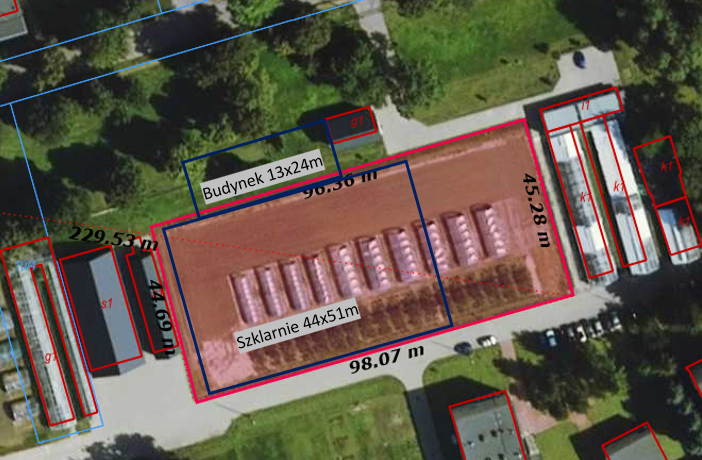 g1
i1
Budynek 13x24m
96.36 m
k1
k1
k1
45.28 m
229.53 m
s1
44.69 m
Szklarnie 44x51m
g1
98.07 m